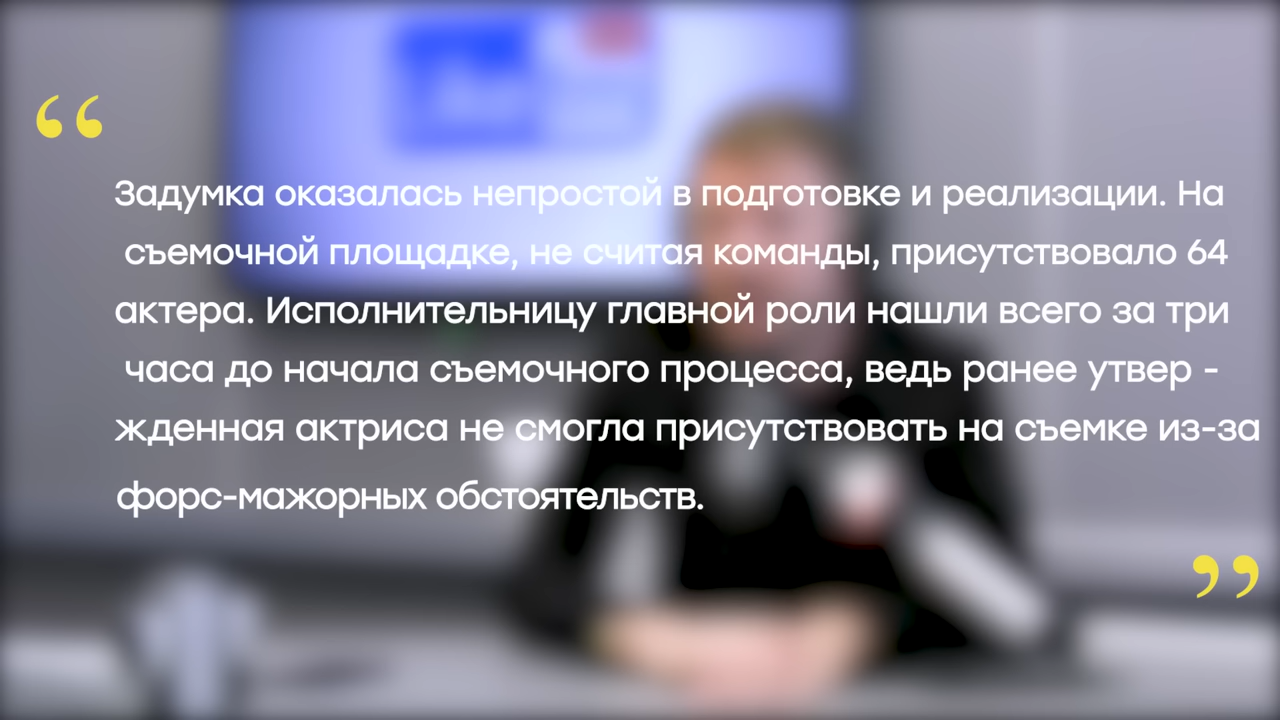 “
Задумка оказалась непростой в подготовке и реализации. На
съемочной площадке, не считая команды, присутствовало 64
актера. Исполнительницу главной роли нашли всего за три
часа до начала съемочного процесса, ведь ранее утвер -
жденная актриса не смогла присутствовать на съемке из-за
форс-мажорных обстоятельств.
”